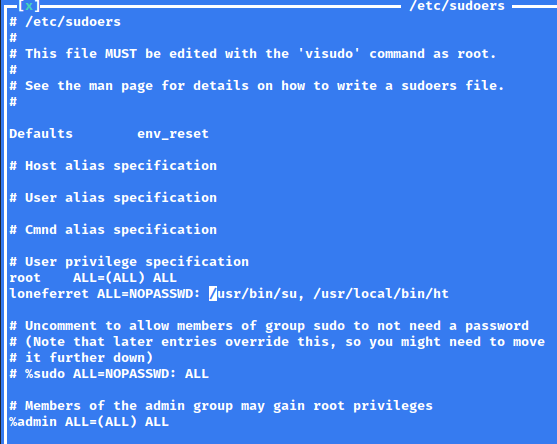 [x] /etc/sudoers
# /etc/sudoers
#
# This file MUST be edited with the 'visudo' command as root.
#
# See the man page for details on how to write a sudoers file.
#
Defaults        env_reset
# Host alias specification
# User alias specification
# Cmnd alias specification
# User privilege specification
root    ALL=(ALL) ALL
loneferret ALL=NOPASSWD: /usr/bin/su, /usr/local/bin/ht
# Uncomment to allow members of group sudo to not need a password
# (Note that later entries override this, so you might need to move
# it further down)
# %sudo ALL=NOPASSWD: ALL
# Members of the admin group may gain root privileges
%admin ALL=(ALL) ALL